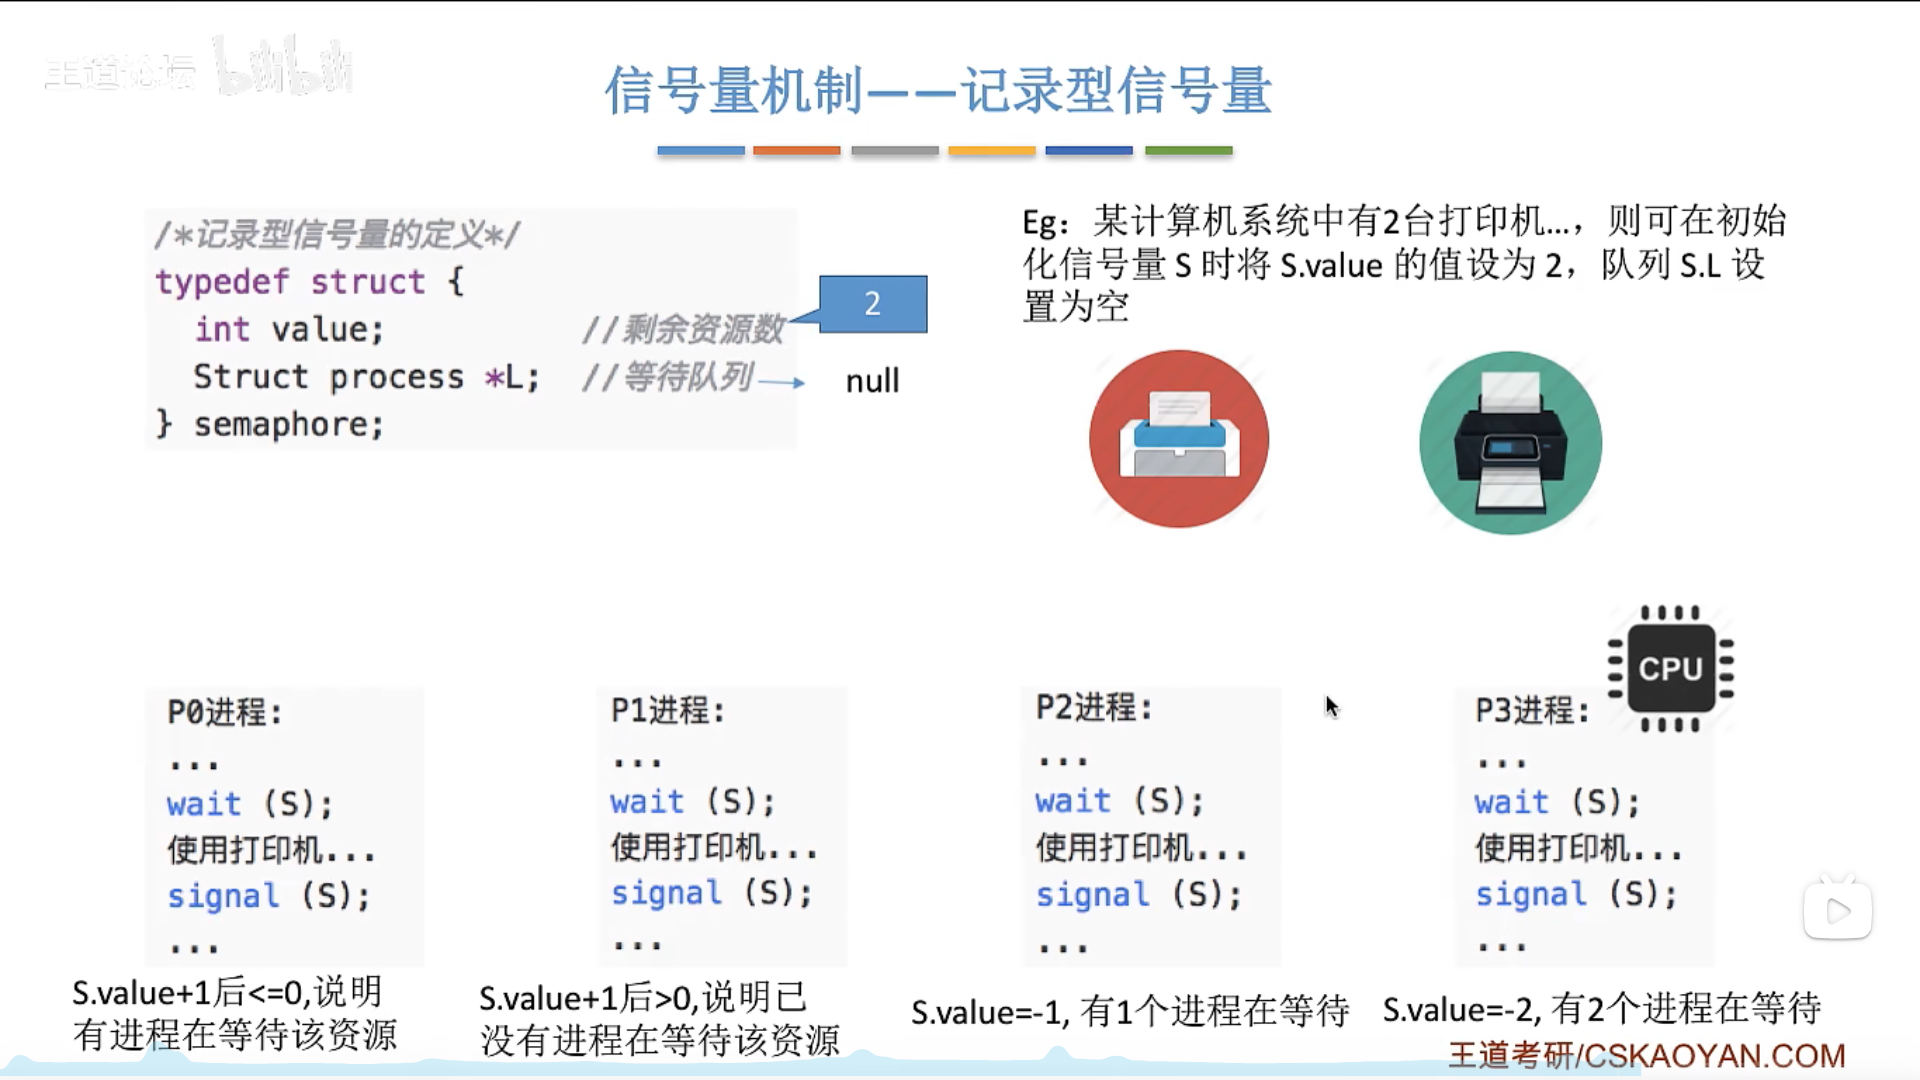 王道论坛 bilibili
信号量机制——记录型信号量
/*记录型信号量的定义*/
typedef struct {
int value; //剩余资源数
Struct process *L; //等待队列
} semaphore;
2
null
Eg：某计算机系统中有2台打印机...，则可在初始
化信号量 S 时将 S.value 的值设为 2，队列 S.L 设
置为空
CPU
P0进程：
...
wait (S);
使用打印机...
signal (S);
...
S.value+1后<=0,说明
有进程在等待该资源
P1进程：
...
wait (S);
使用打印机...
signal (S);
...
S.value+1后>0,说明已
没有进程在等待该资源
P2进程：
...
wait (S);
使用打印机...
signal (S);
...
S.value=-1, 有1个进程在等待
P3进程：
...
wait (S);
使用打印机...
signal (S);
...
S.value=-2, 有2个进程在等待
王道考研/CSKAOYAN.COM